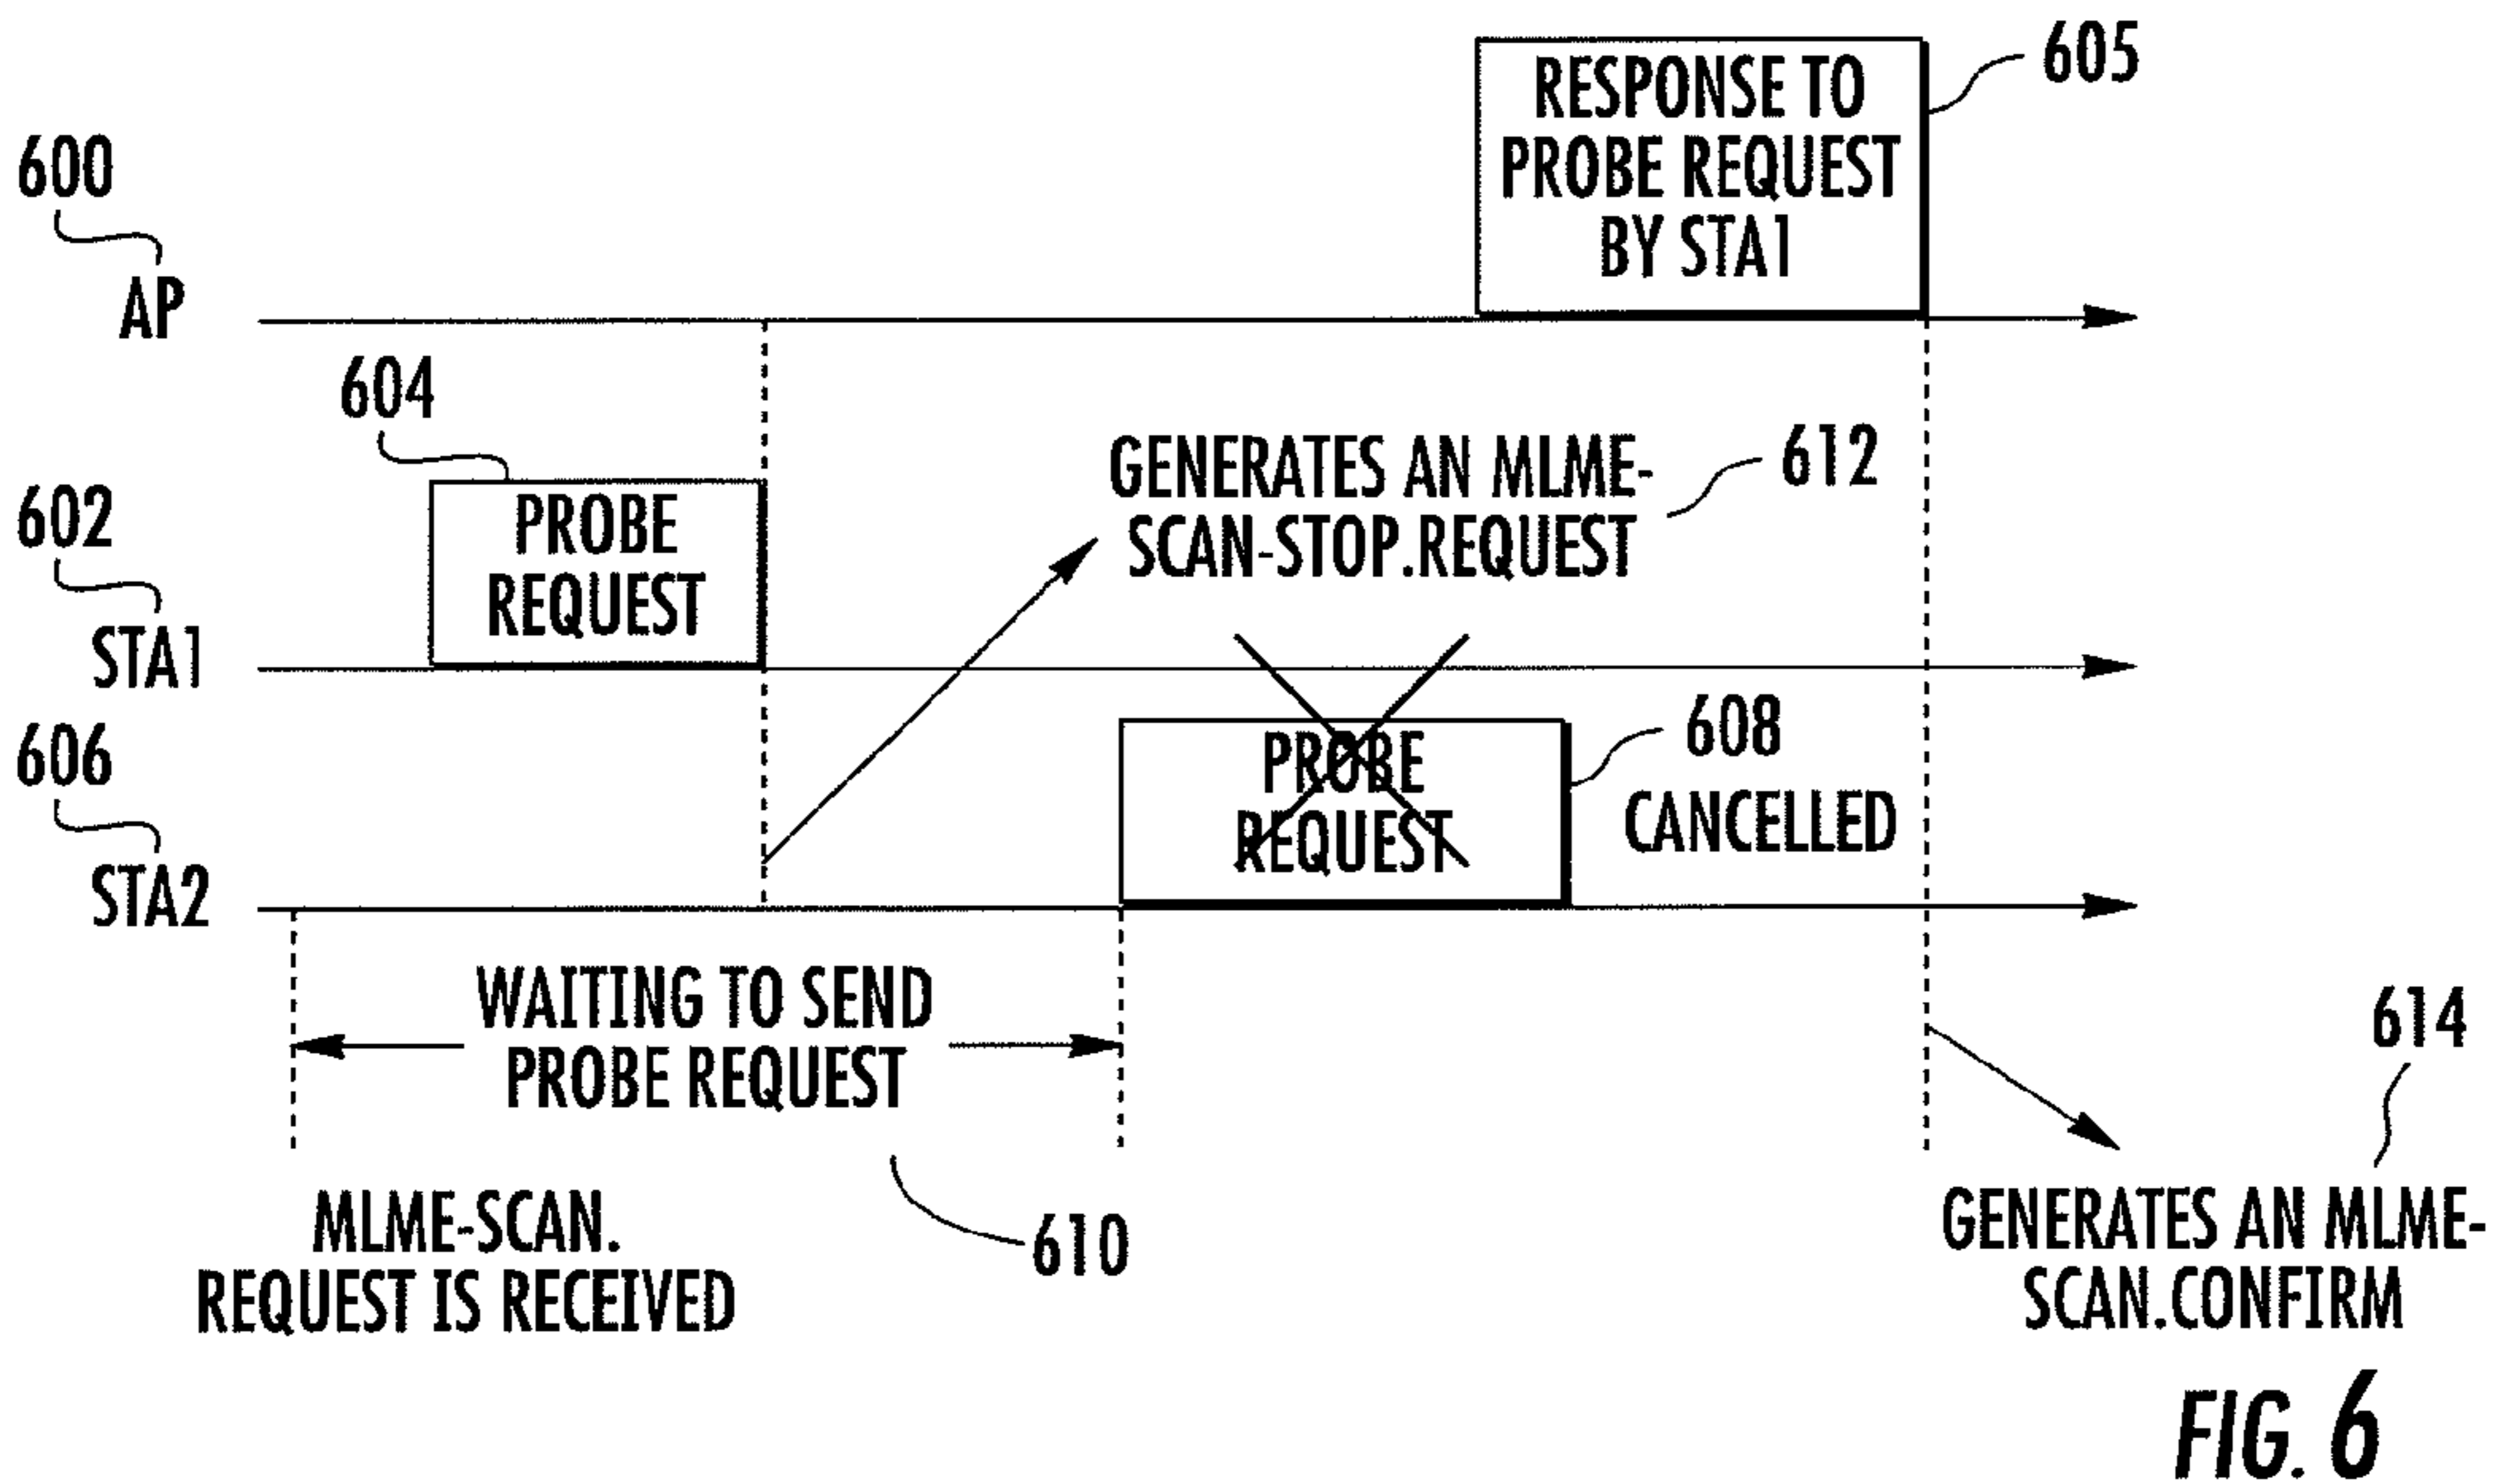 RESPONSE TO
PROBE REQUEST
BY STA1
605
600
AP
604
PROBE
REQUEST
GENERATES AN MLME-
SCAN-STOP.REQUEST
612
602
STA1
606
STA2
PROBE
REQUEST
608
CANCELLED
WAITING TO SEND
PROBE REQUEST
610
MLME-SCAN.
REQUEST IS RECEIVED
614
GENERATES AN MLME-
SCAN.CONFIRM
FIG. 6